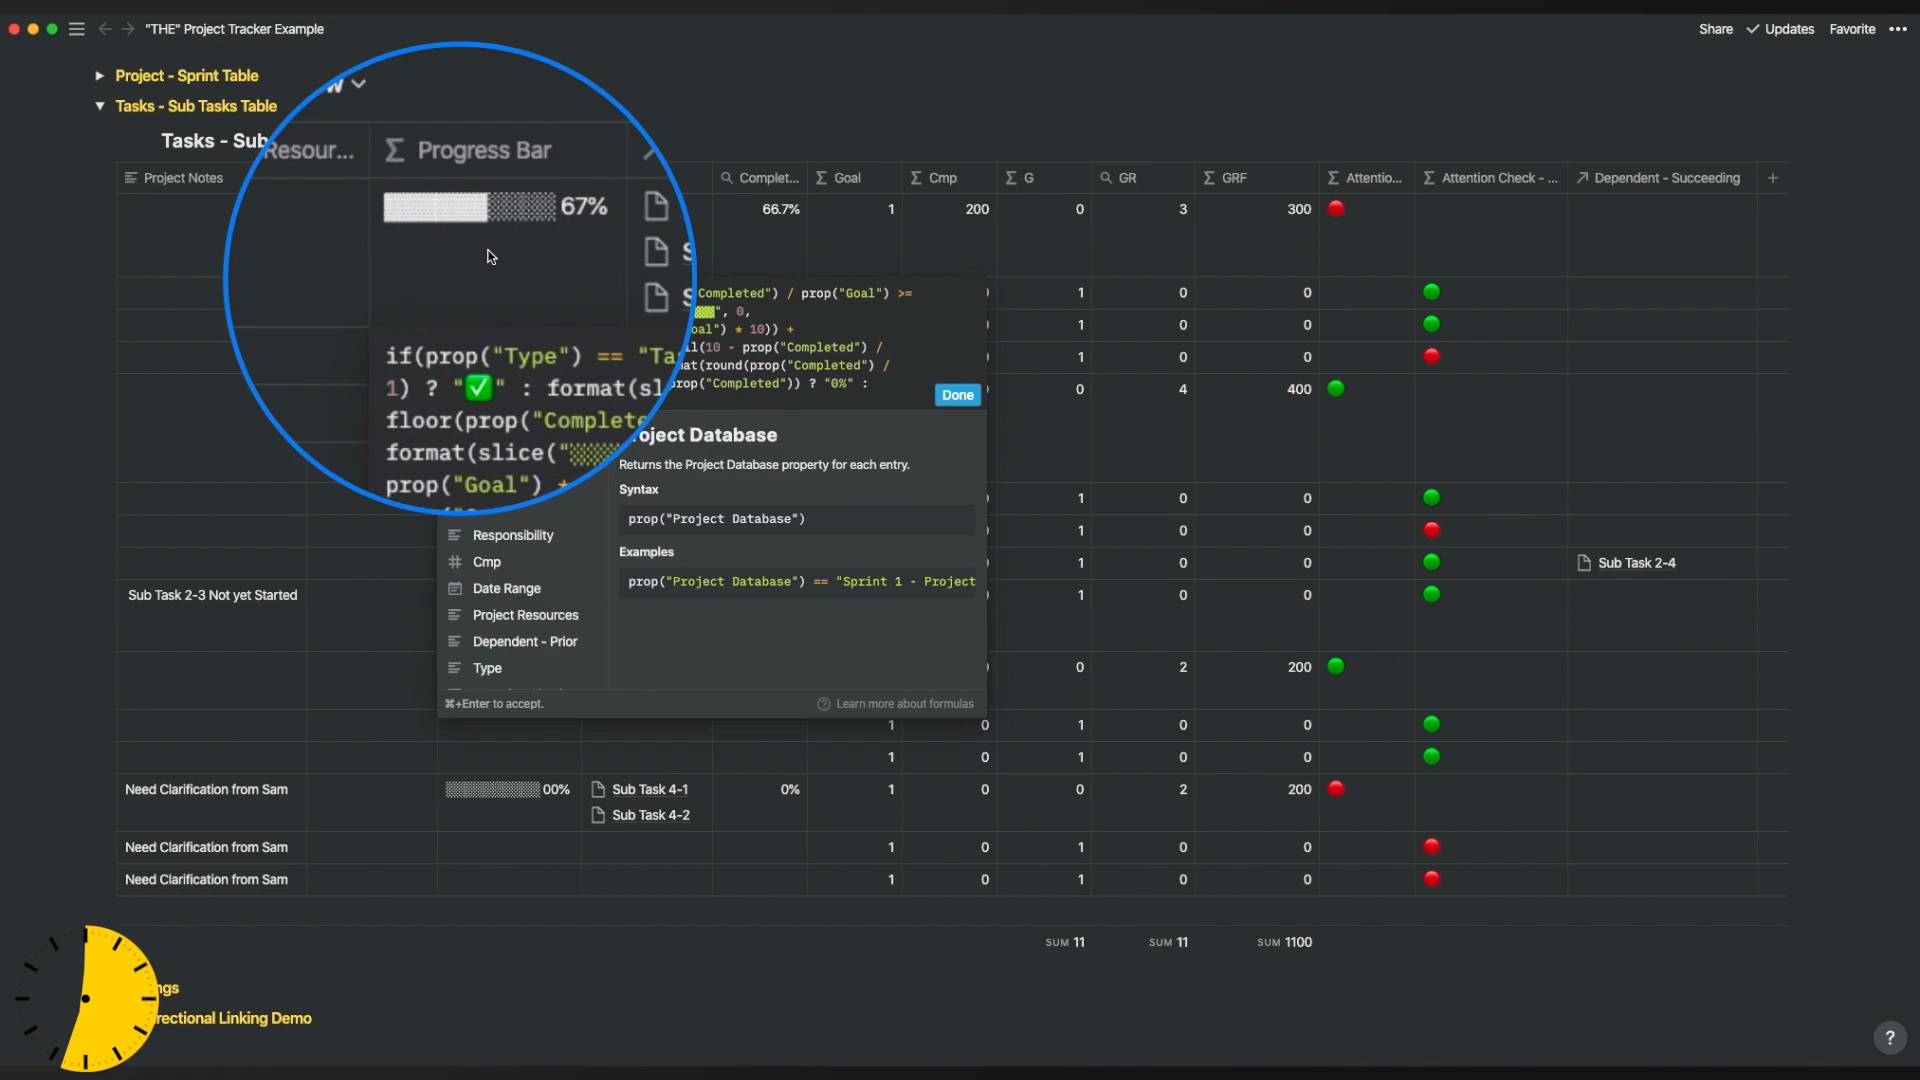 "THE" Project Tracker Example
Share
Updates
Favorite
Project - Sprint Table
Tasks - Sub Tasks Table
Tasks - Sub
Resour...
Σ Progress Bar
67%
Project Notes
Complet...
Σ Goal
Σ Cmp
Σ G
GR
Σ GRF
Σ Attentio...
Σ Attention Check - ...
Dependent - Succeeding
+
66.7% 1 200 0 3 300
1 0 0
1 0 0
1 0 0
0 4 400
if(prop("Type") == "Ta
1) ? "✅" : format(sl
floor(prop("Complete
format(slice("▒▒▒▒
prop("Goal") *
Completed") / prop("Goal") >=
", 0,
oal") * 10)) +
il(10 - prop("Completed") /
mat(round(prop("Completed") /
prop("Completed")) ? "0%" :
Done
oject Database
Returns the Project Database property for each entry.
Syntax
prop("Project Database")
Examples
prop("Project Database") == "Sprint 1 - Project
Responsibility
Cmp
Date Range
Project Resources
Dependent - Prior
Type
⌘+Enter to accept.
Learn more about formulas
1 0 0
1 0 0
1 0 0 Sub Task 2-4
Sub Task 2-3 Not yet Started 1 0 0
0 2 200
1 0 1 0 0
1 0 1 0 0
Need Clarification from Sam 00% Sub Task 4-1 0% 1 0 0 2 200
Sub Task 4-2
Need Clarification from Sam 1 0 1 0 0
Need Clarification from Sam 1 0 1 0 0
SUM 11 SUM 11 SUM 1100
ngs
rectional Linking Demo
?